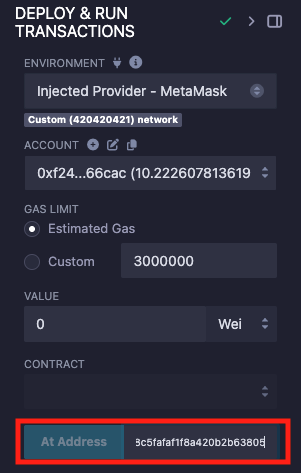 DEPLOY & RUN
TRANSACTIONS
ENVIRONMENT
Injected Provider - MetaMask
Custom (420420421) network
ACCOUNT
0xf24...66cac (10.222607813619
GAS LIMIT
Estimated Gas
Custom 3000000
VALUE
0 Wei
CONTRACT
At Address 8c5fafaf1f8a420b2b63805